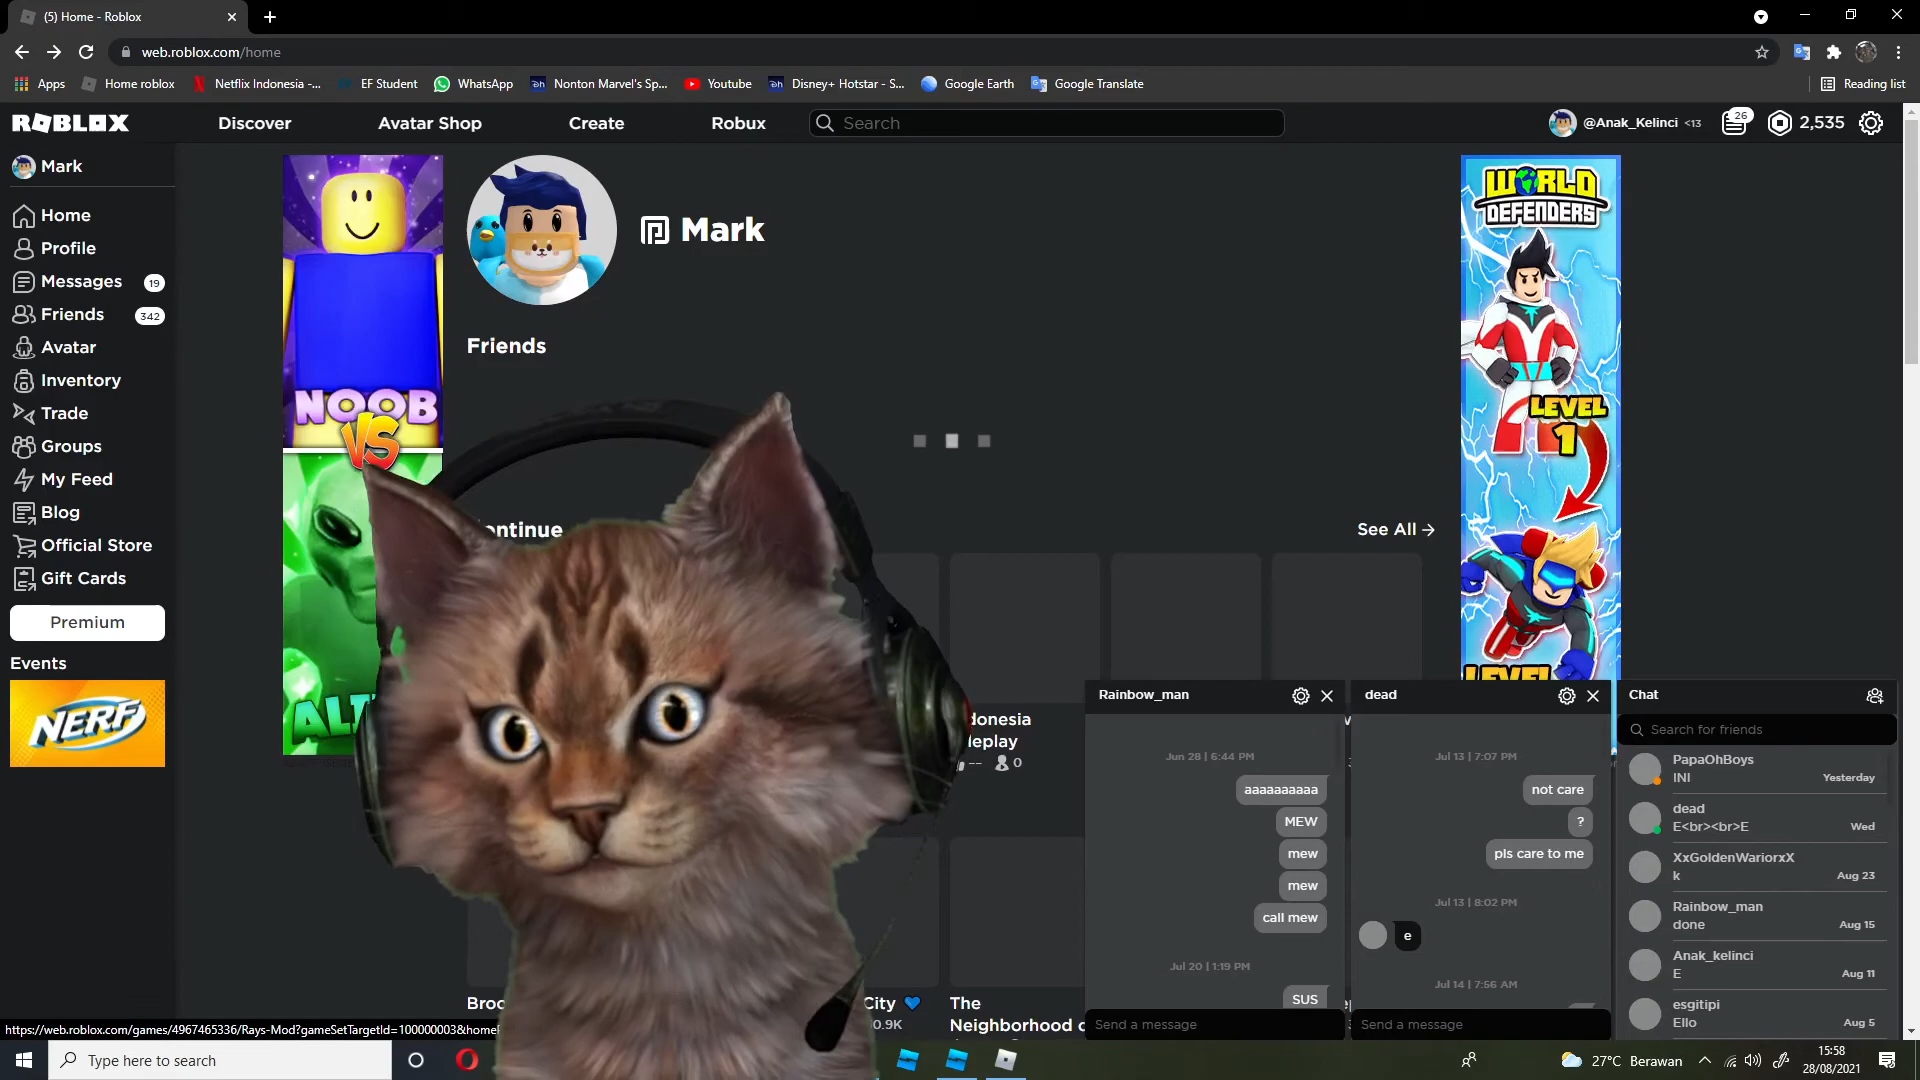 (5) Home - Roblox
web.roblox.com/home
Apps
Home roblox
Netflix Indonesia -...
EF Student
WhatsApp
Nonton Marvel's Sp...
Youtube
Disney+ Hotstar - S...
Google Earth
Google Translate
Reading list
ROBLOX
Discover
Avatar Shop
Create
Robux
Search
@Anak_Kelinci <13
26
2,535
Mark
Home
Profile
Messages
19
Friends
342
Avatar
Inventory
Trade
Groups
My Feed
Blog
Official Store
Gift Cards
Premium
Events
NERF
NOOB
VS
Mark
Friends
See All →
WORLD
DEFENDERS
LEVEL
1
LEVEL
0
The
Neighborhood
Rainbow_man
Jun 28 | 6:44 PM
aaaaaaaaaa
MEW
mew
mew
call mew
Jul 20 | 1:19 PM
SUS
Send a message
dead
Jul 13 | 7:07 PM
not care
?
pls care to me
Jul 13 | 8:02 PM
e
Jul 14 | 7:56 AM
Send a message
Chat
Search for friends
PapaOhBoys
INI
Yesterday
dead
E<br><br>E
Wed
XxGoldenWariorxX
k
Aug 23
Rainbow_man
done
Aug 15
Anak_kelinci
E
Aug 11
esgitipi
Ello
Aug 5
City
https://web.roblox.com/games/4967465336/Rays-Mod?gameSetTargetId=100000003&home
Type here to search
27°C Berawan
15:58
28/08/2021